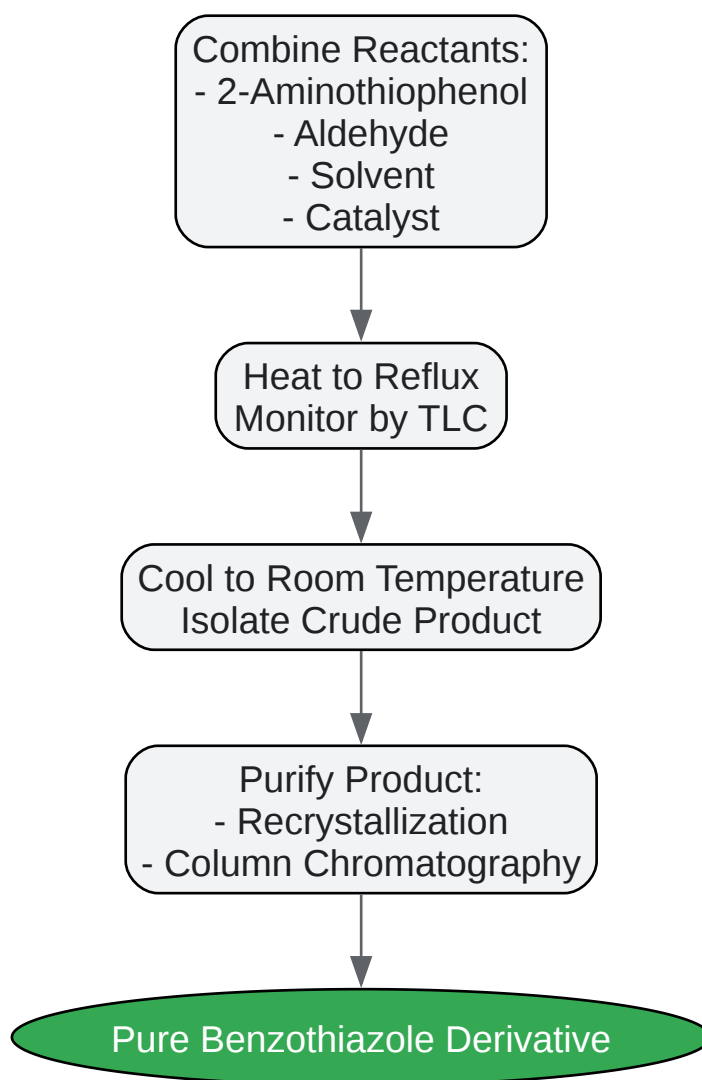 Combine Reactants:
- 2-Aminothiophenol
- Aldehyde
- Solvent
- Catalyst
Heat to Reflux
Monitor by TLC
Cool to Room Temperature
Isolate Crude Product
Purify Product:
- Recrystallization
- Column Chromatography
Pure Benzothiazole Derivative